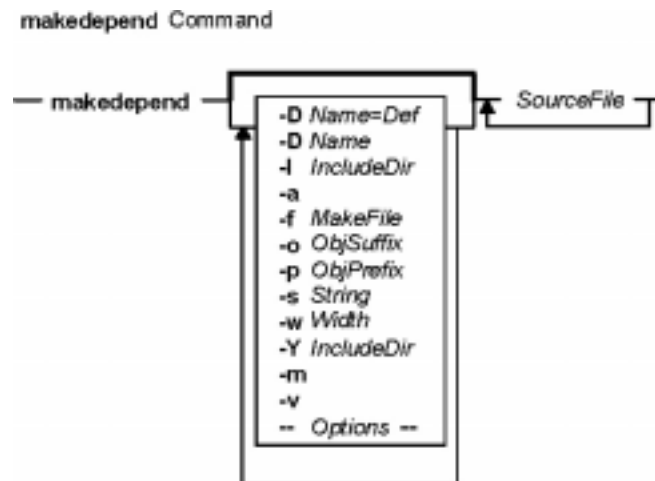 makedepend Command
makedepend
-D Name=Def
-D Name
-I IncludeDir
-a
-f MakeFile
-o ObjSuffix
-p ObjPrefix
-s String
-w Width
-Y IncludeDir
-m
-v
-- Options --
SourceFile